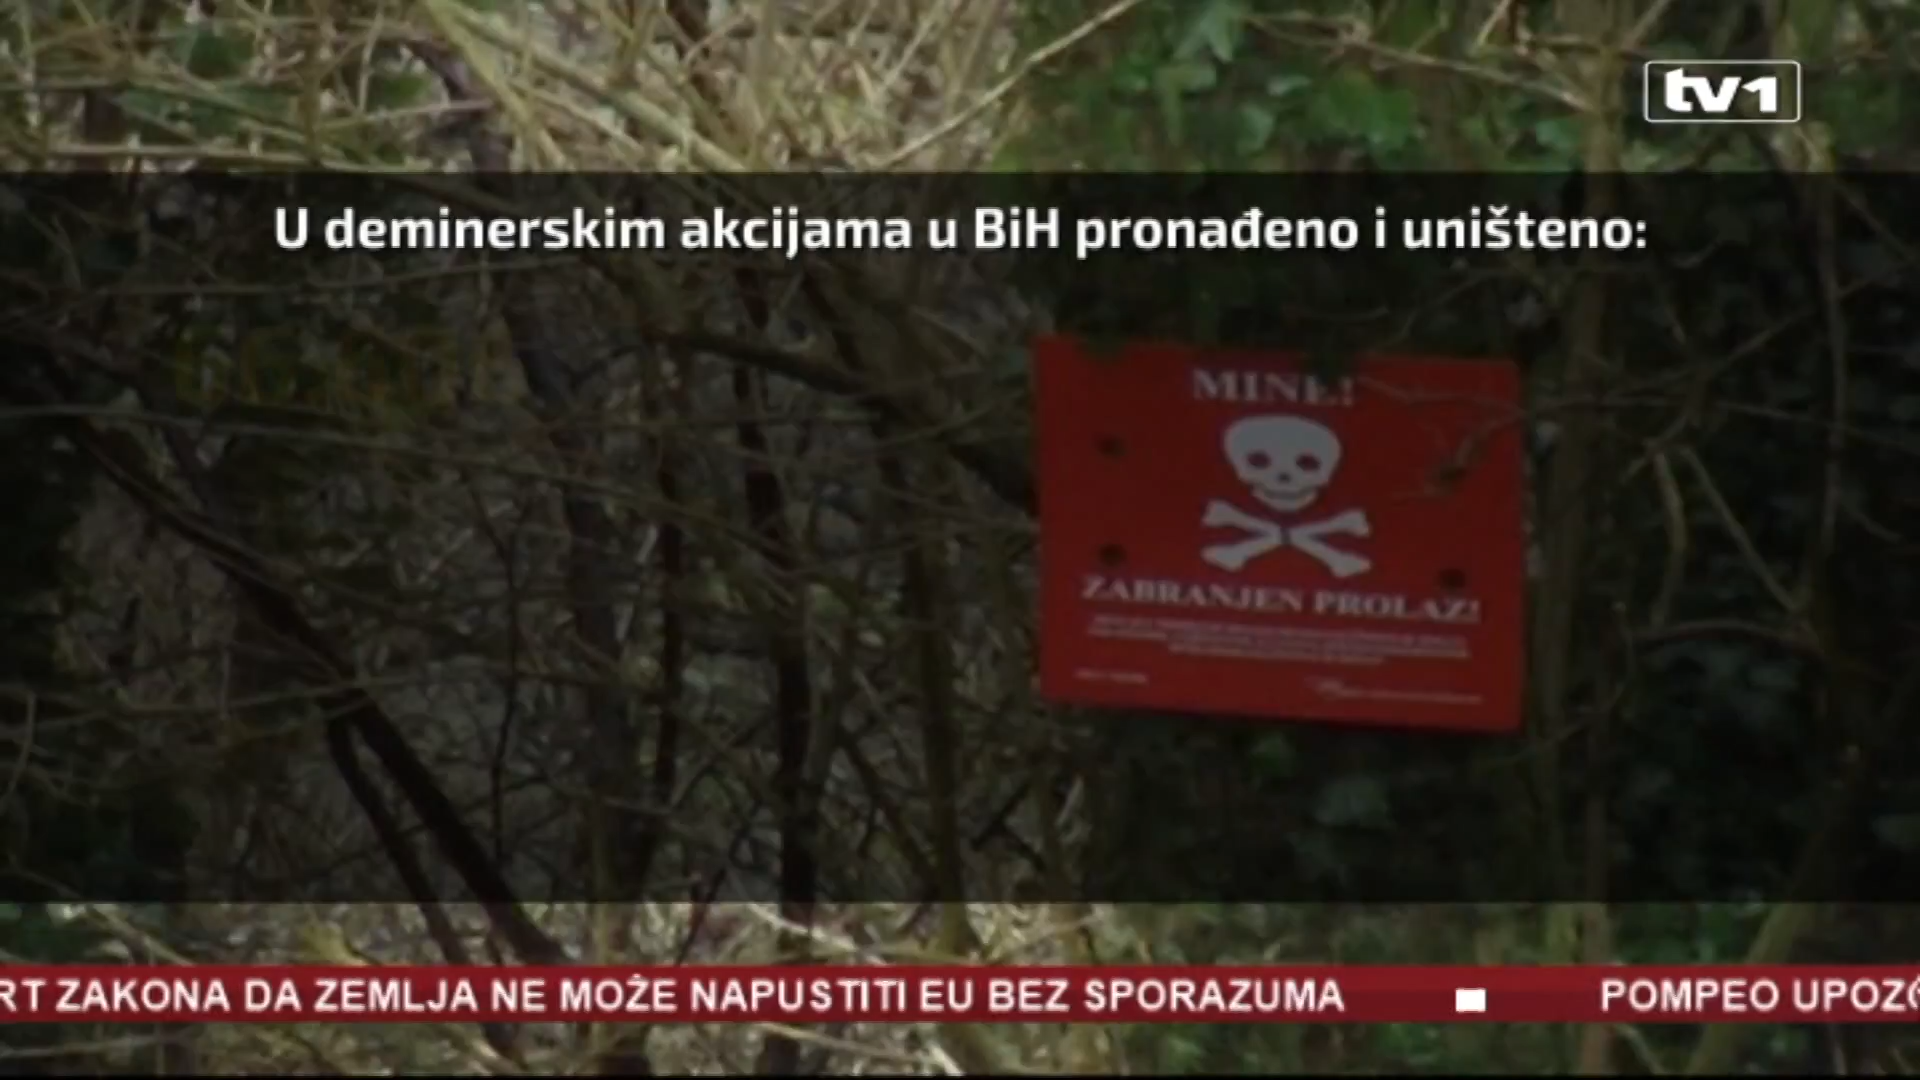 tv1
U deminerskim akcijama u BiH pronađeno i uništeno:
MINE!
ZABRANJEN PROLAZ!
RT ZAKONA DA ZEMLJA NE MOŽE NAPUSTITI EU BEZ SPORAZUMA
POMPEO UPOZO